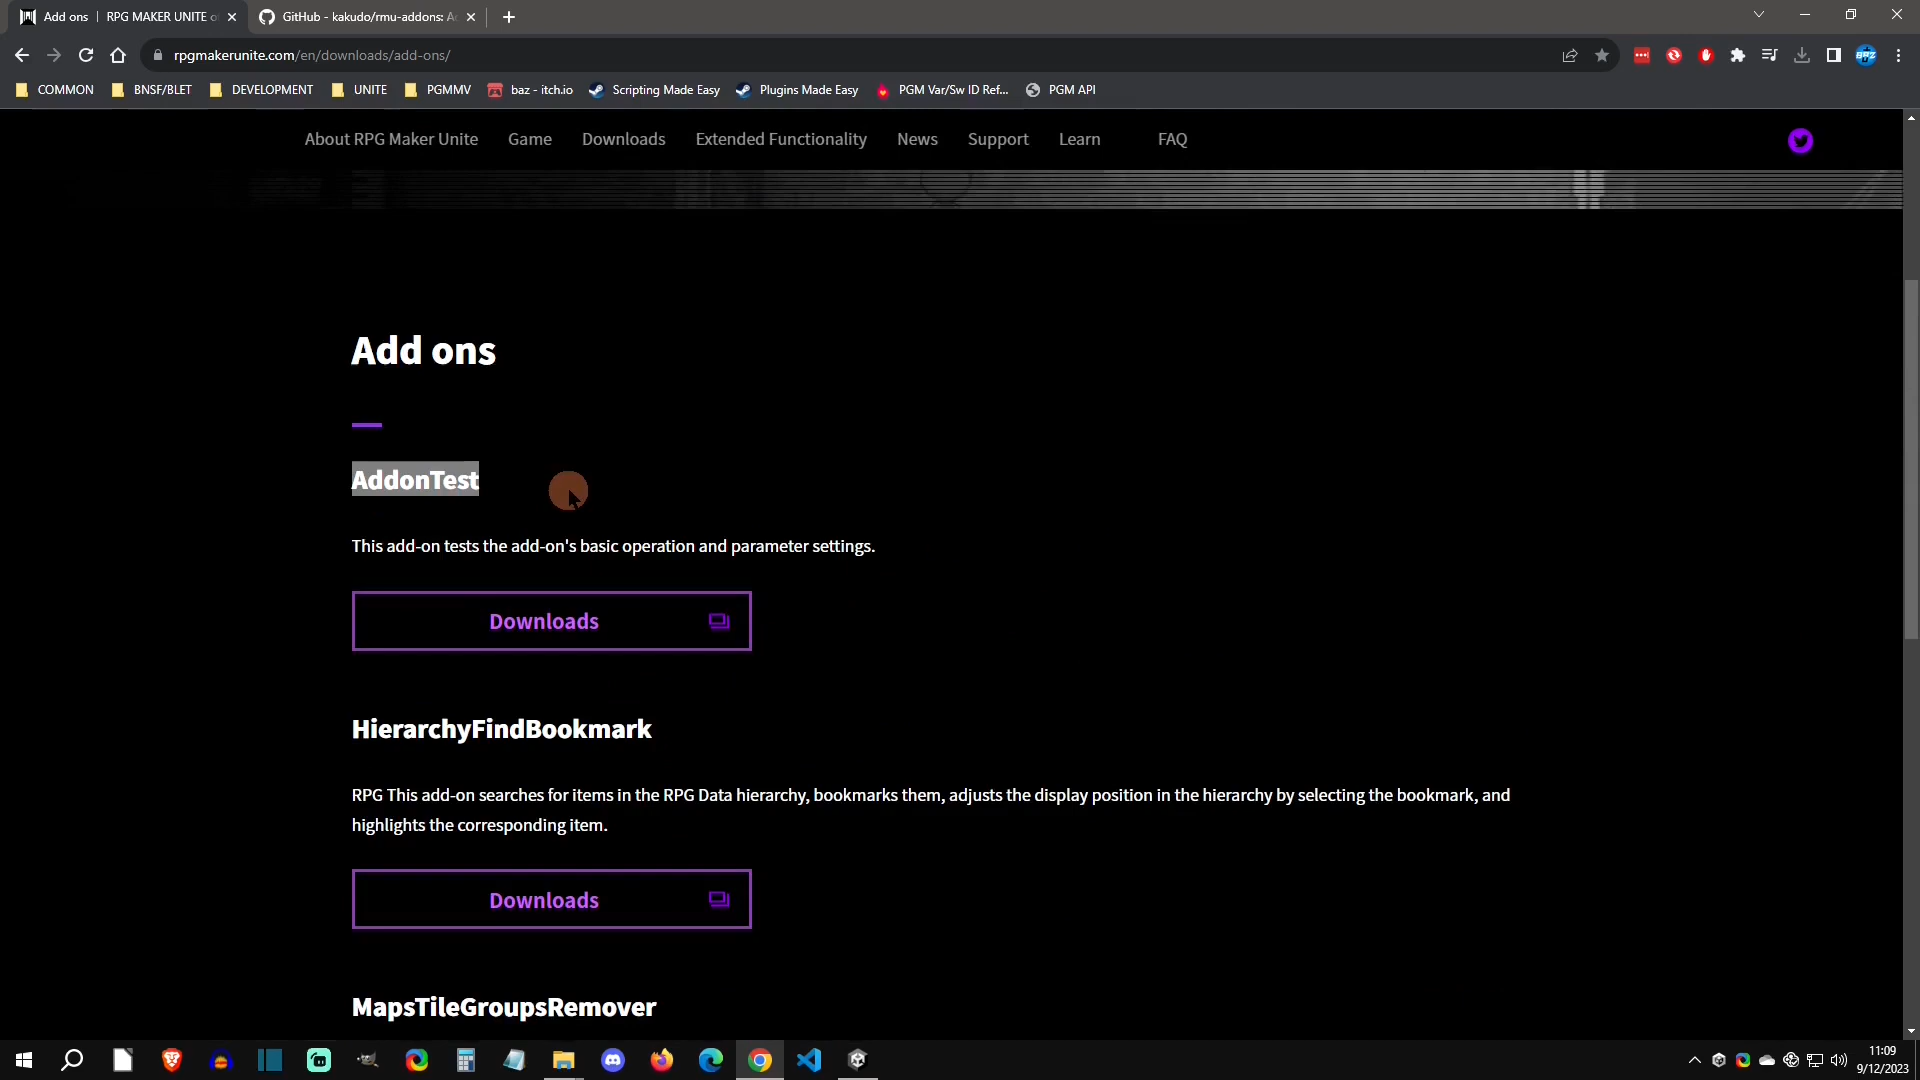 Add ons | RPG MAKER UNITE o
GitHub - kakudo/rmu-addons: A
rpgmakerunite.com/en/downloads/add-ons/
COMMON
BNSF/BLET
DEVELOPMENT
UNITE
PGMMV
baz - itch.io
Scripting Made Easy
Plugins Made Easy
PGM Var/Sw ID Ref...
PGM API
About RPG Maker Unite
Game
Downloads
Extended Functionality
News
Support
Learn
FAQ
Add ons
AddonTest
This add-on tests the add-on's basic operation and parameter settings.
Downloads
HierarchyFindBookmark
RPG This add-on searches for items in the RPG Data hierarchy, bookmarks them, adjusts the display position in the hierarchy by selecting the bookmark, and
highlights the corresponding item.
Downloads
MapsTileGroupsRemover
11:09
9/12/2023